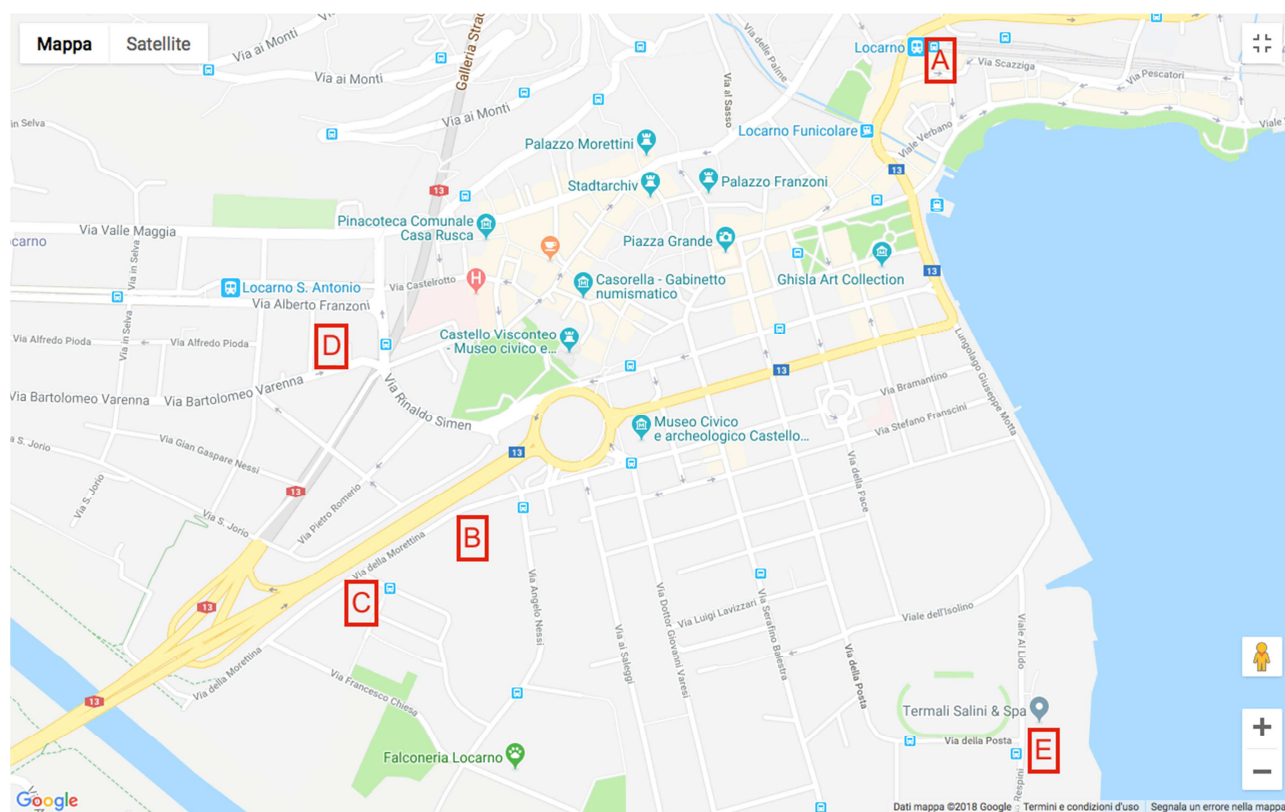 Mappa
Satellite
Via ai Monti
Via ai Monti
Via ai Monti
Galleria Strad
Via delle Palme
Via al Sasso
Locarno
A
Via Scazziga
Via Pescatori
Viale V
in Selva
Locarno Funicolare
Viale Verbano
13
Palazzo Morettini
Stadtarchiv
Palazzo Franzoni
13
Pinacoteca Comunale
Casa Rusca
Piazza Grande
Ghisla Art Collection
13
Via Valle Maggia
ocarno
Via in Selva
Locarno S. Antonio
Via Alberto Franzoni
Via Castelrotto
H
Casorella - Gabinetto
numismatico
Castello Visconteo
- Museo civico e...
D
Via Alfredo Pioda
Via Alfredo Pioda
Via in Selva
Via Bartolomeo Varenna
Via Bartolomeo Varenna
Via Rinaldo Simen
13
Lungolago Giuseppe Motta
Via Bramantino
Via Stefano Franscini
Museo Civico
e archeologico Castello...
a S. Jorio
Via Gian Gaspare Nessi
13
13
Via S. Jorio
Via S. Jorio
Via Pietro Romerio
Via della Morettina
B
C
Via Angelo Nessi
Via ai Saleggi
Via Dottor Giovanni Varesi
Via Luigi Lavizzari
Via Serafino Balestra
Via della Pace
Via della Posta
Viale dell'Isolino
Viale Al Lido
13
Via della Morettina
13
Via Francesco Chiesa
Falconeria Locarno
Termali Salini & Spa
Via della Posta
E
Respini
Google
Dati mappa ©2018 Google
Termini e condizioni d'uso
Segnala un errore nella mappa